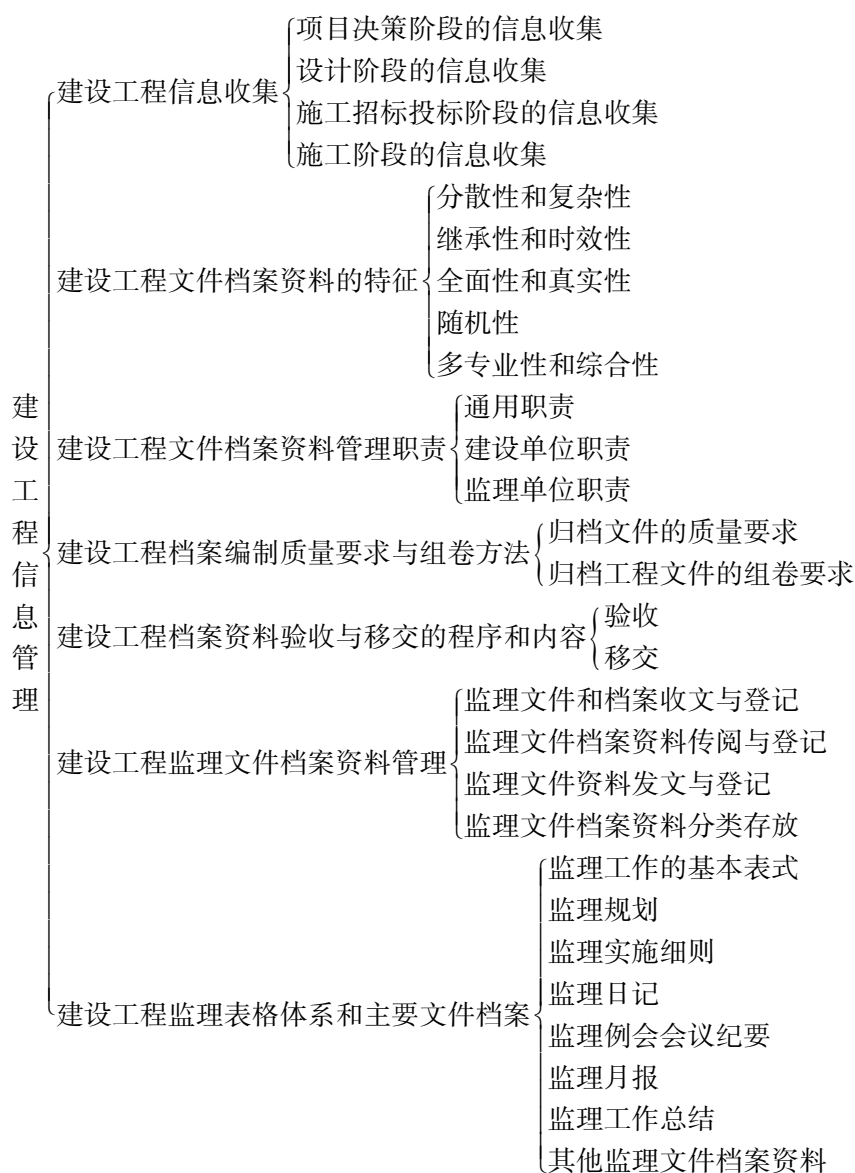 建设工程信息管理
建设工程信息收集
项目决策阶段的信息收集
设计阶段的信息收集
施工招标投标阶段的信息收集
施工阶段的信息收集
建设工程文件档案资料的特征
分散性和复杂性
继承性和时效性
全面性和真实性
随机性
多专业性和综合性
建设工程文件档案资料管理职责
通用职责
建设单位职责
监理单位职责
建设工程档案编制质量要求与组卷方法
归档文件的质量要求
归档工程文件的组卷要求
建设工程档案资料验收与移交的程序和内容
验收
移交
建设工程监理文件档案资料管理
监理文件和档案收文与登记
监理文件档案资料传阅与登记
监理文件资料发文与登记
监理文件档案资料分类存放
建设工程监理表格体系和主要文件档案
监理工作的基本表式
监理规划
监理实施细则
监理日记
监理例会会议纪要
监理月报
监理工作总结
其他监理文件档案资料